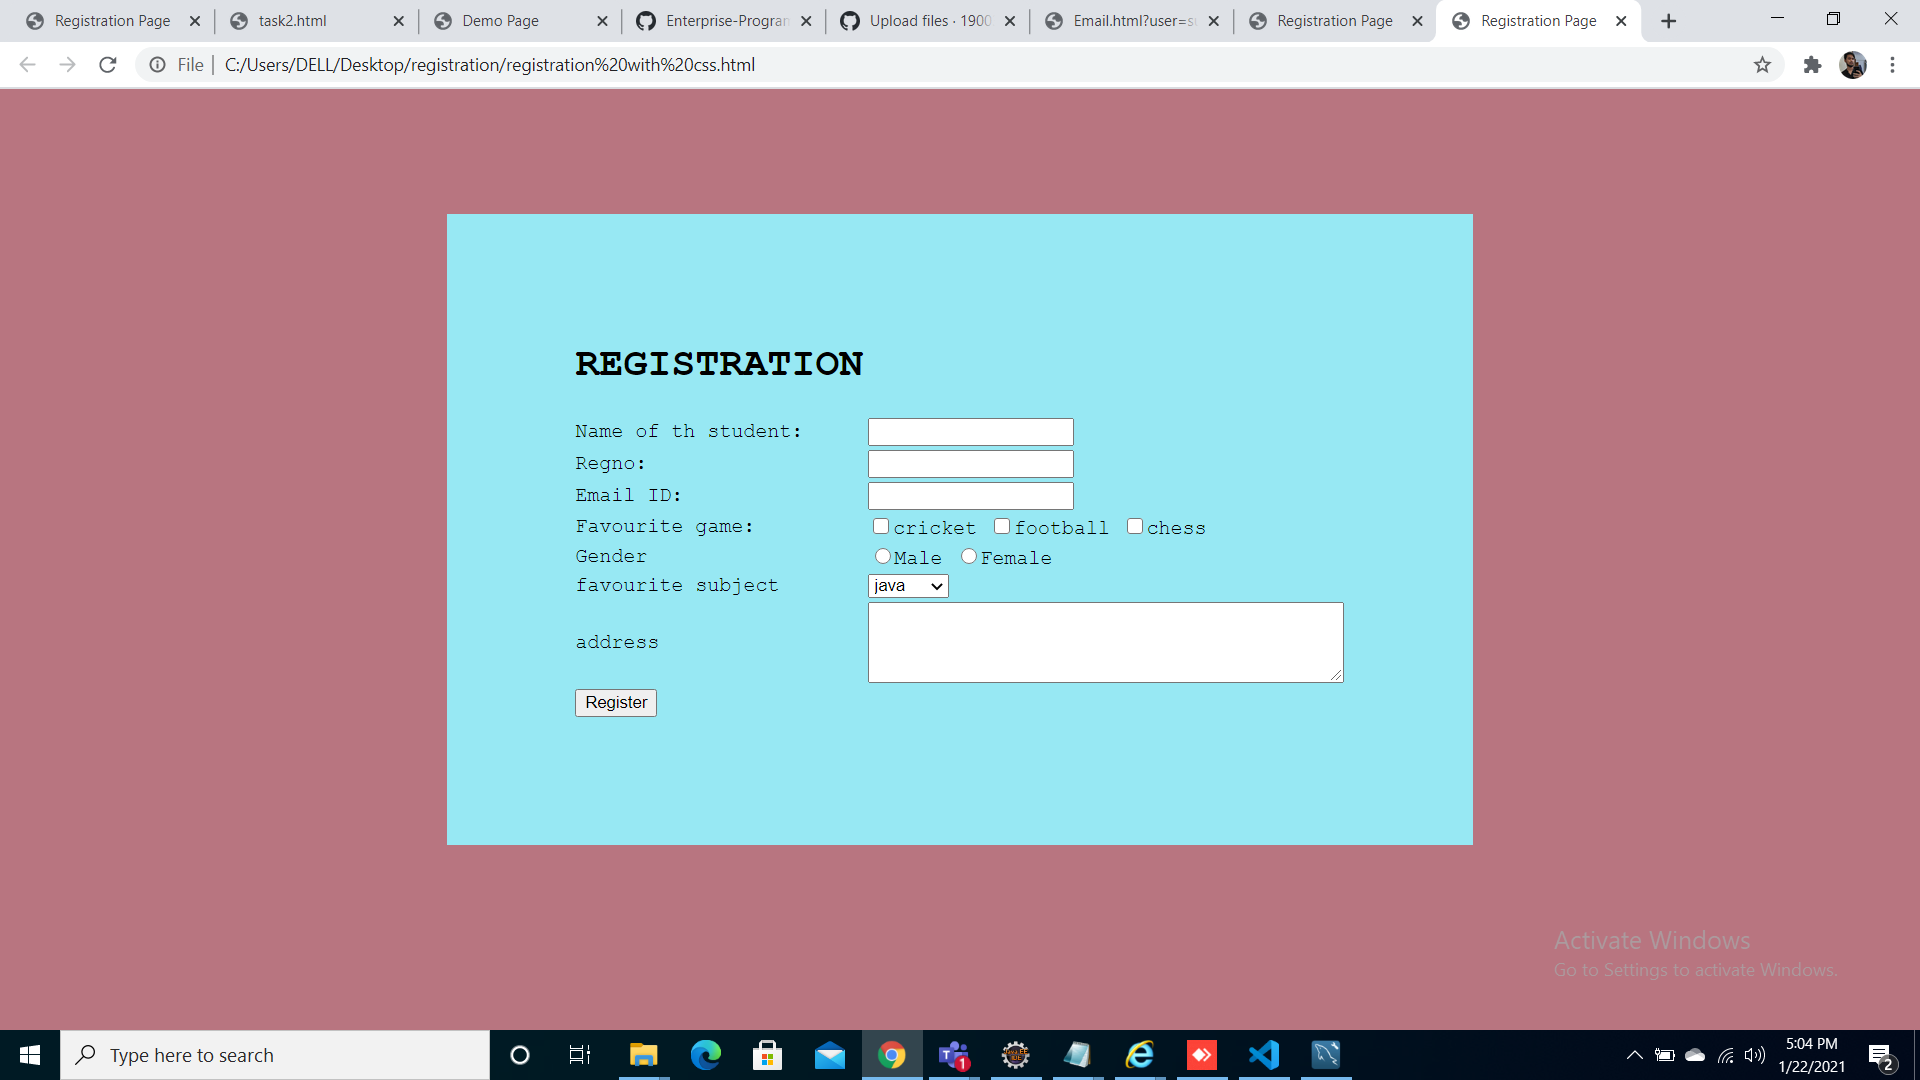 Registration Page
task2.html
Demo Page
Enterprise-Progran
Upload files · 1900
Email.html?user=s
Registration Page
Registration Page
File | C:/Users/DELL/Desktop/registration/registration%20with%20css.html
REGISTRATION
Name of th student:
Regno:
Email ID:
Favourite game: cricket football chess
Gender Male Female
favourite subject java
address
Register
Activate Windows
Go to Settings to activate Windows.
Type here to search
1
5:04 PM
1/22/2021
2